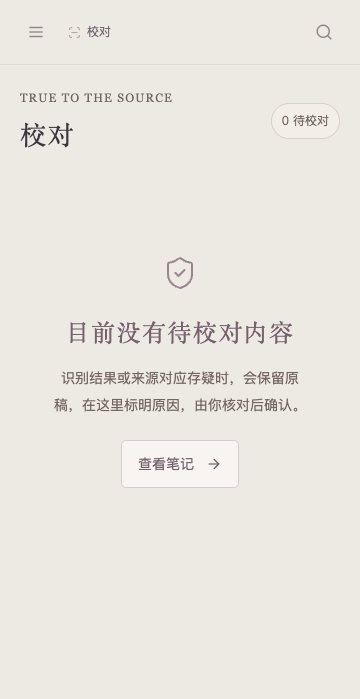 校对
TRUE TO THE SOURCE
校对
0 待校对
目前没有待校对内容
识别结果或来源对应存疑时，会保留原
稿，在这里标明原因，由你核对后确认。
查看笔记